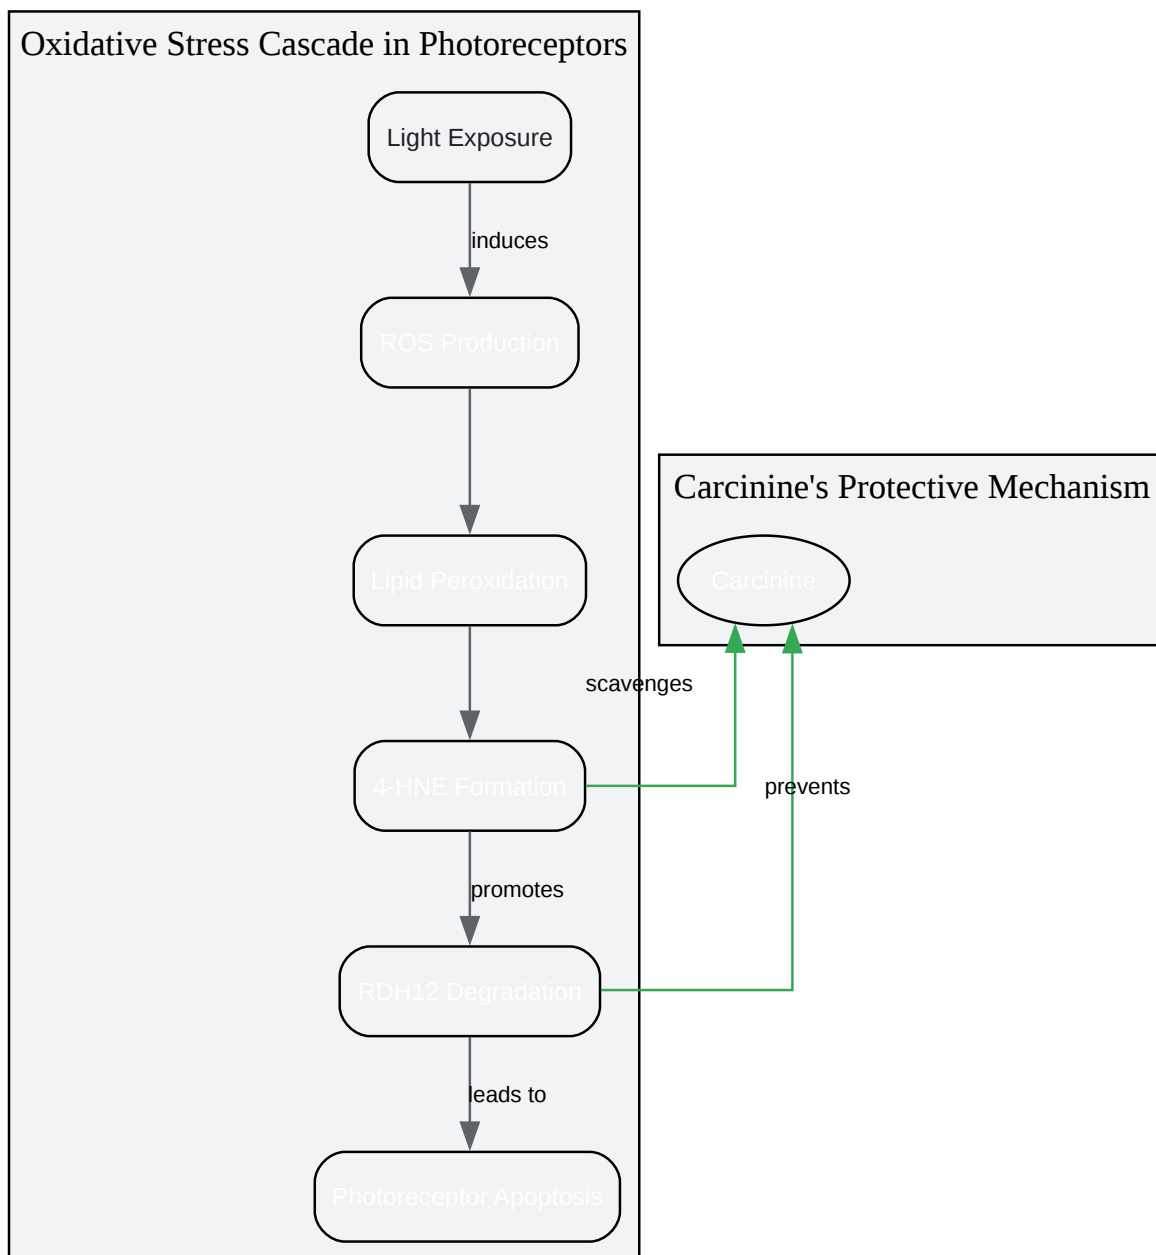 Oxidative Stress Cascade in Photoreceptors
Light Exposure
induces
ROS Production
Carcinine's Protective Mechanism
Lipid Peroxidation
Carcinine
scavenges
4-HNE Formation
prevents
promotes
RDH12 Degradation
leads to
Photoreceptor Apoptosis